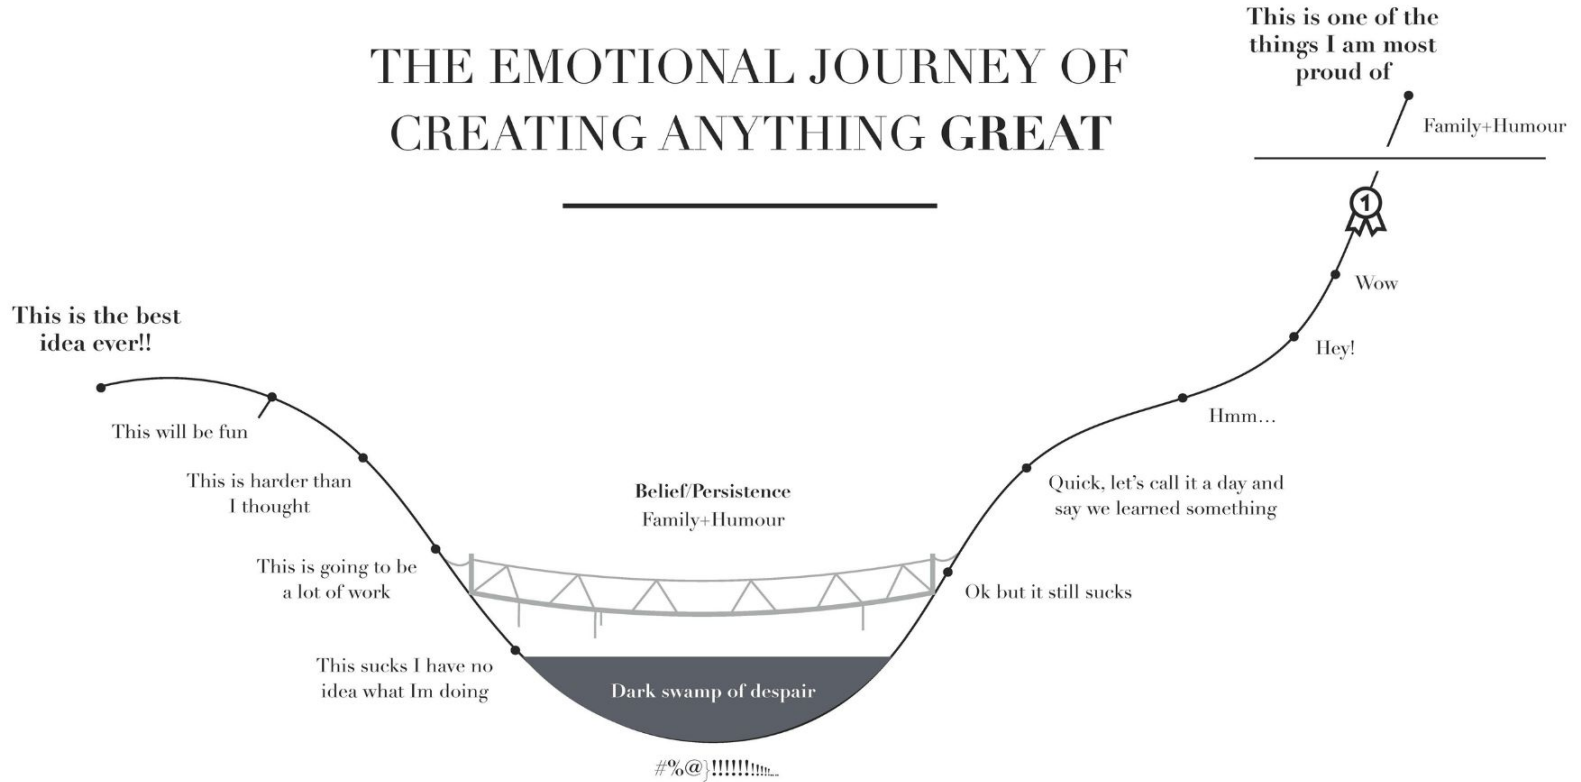 THE EMOTIONAL JOURNEY OF
CREATING ANYTHING GREAT
This is the best
idea ever!!
This will be fun
This is harder than
I thought
This is going to be
a lot of work
This sucks I have no
idea what Im doing
Belief/Persistence
Family+Humour
Dark swamp of despair
#%@}!!!!!!!!!!!...
Ok but it still sucks
Quick, let's call it a day and
say we learned something
Hmm...
Hey!
Wow
1
Family+Humour
This is one of the
things I am most
proud of